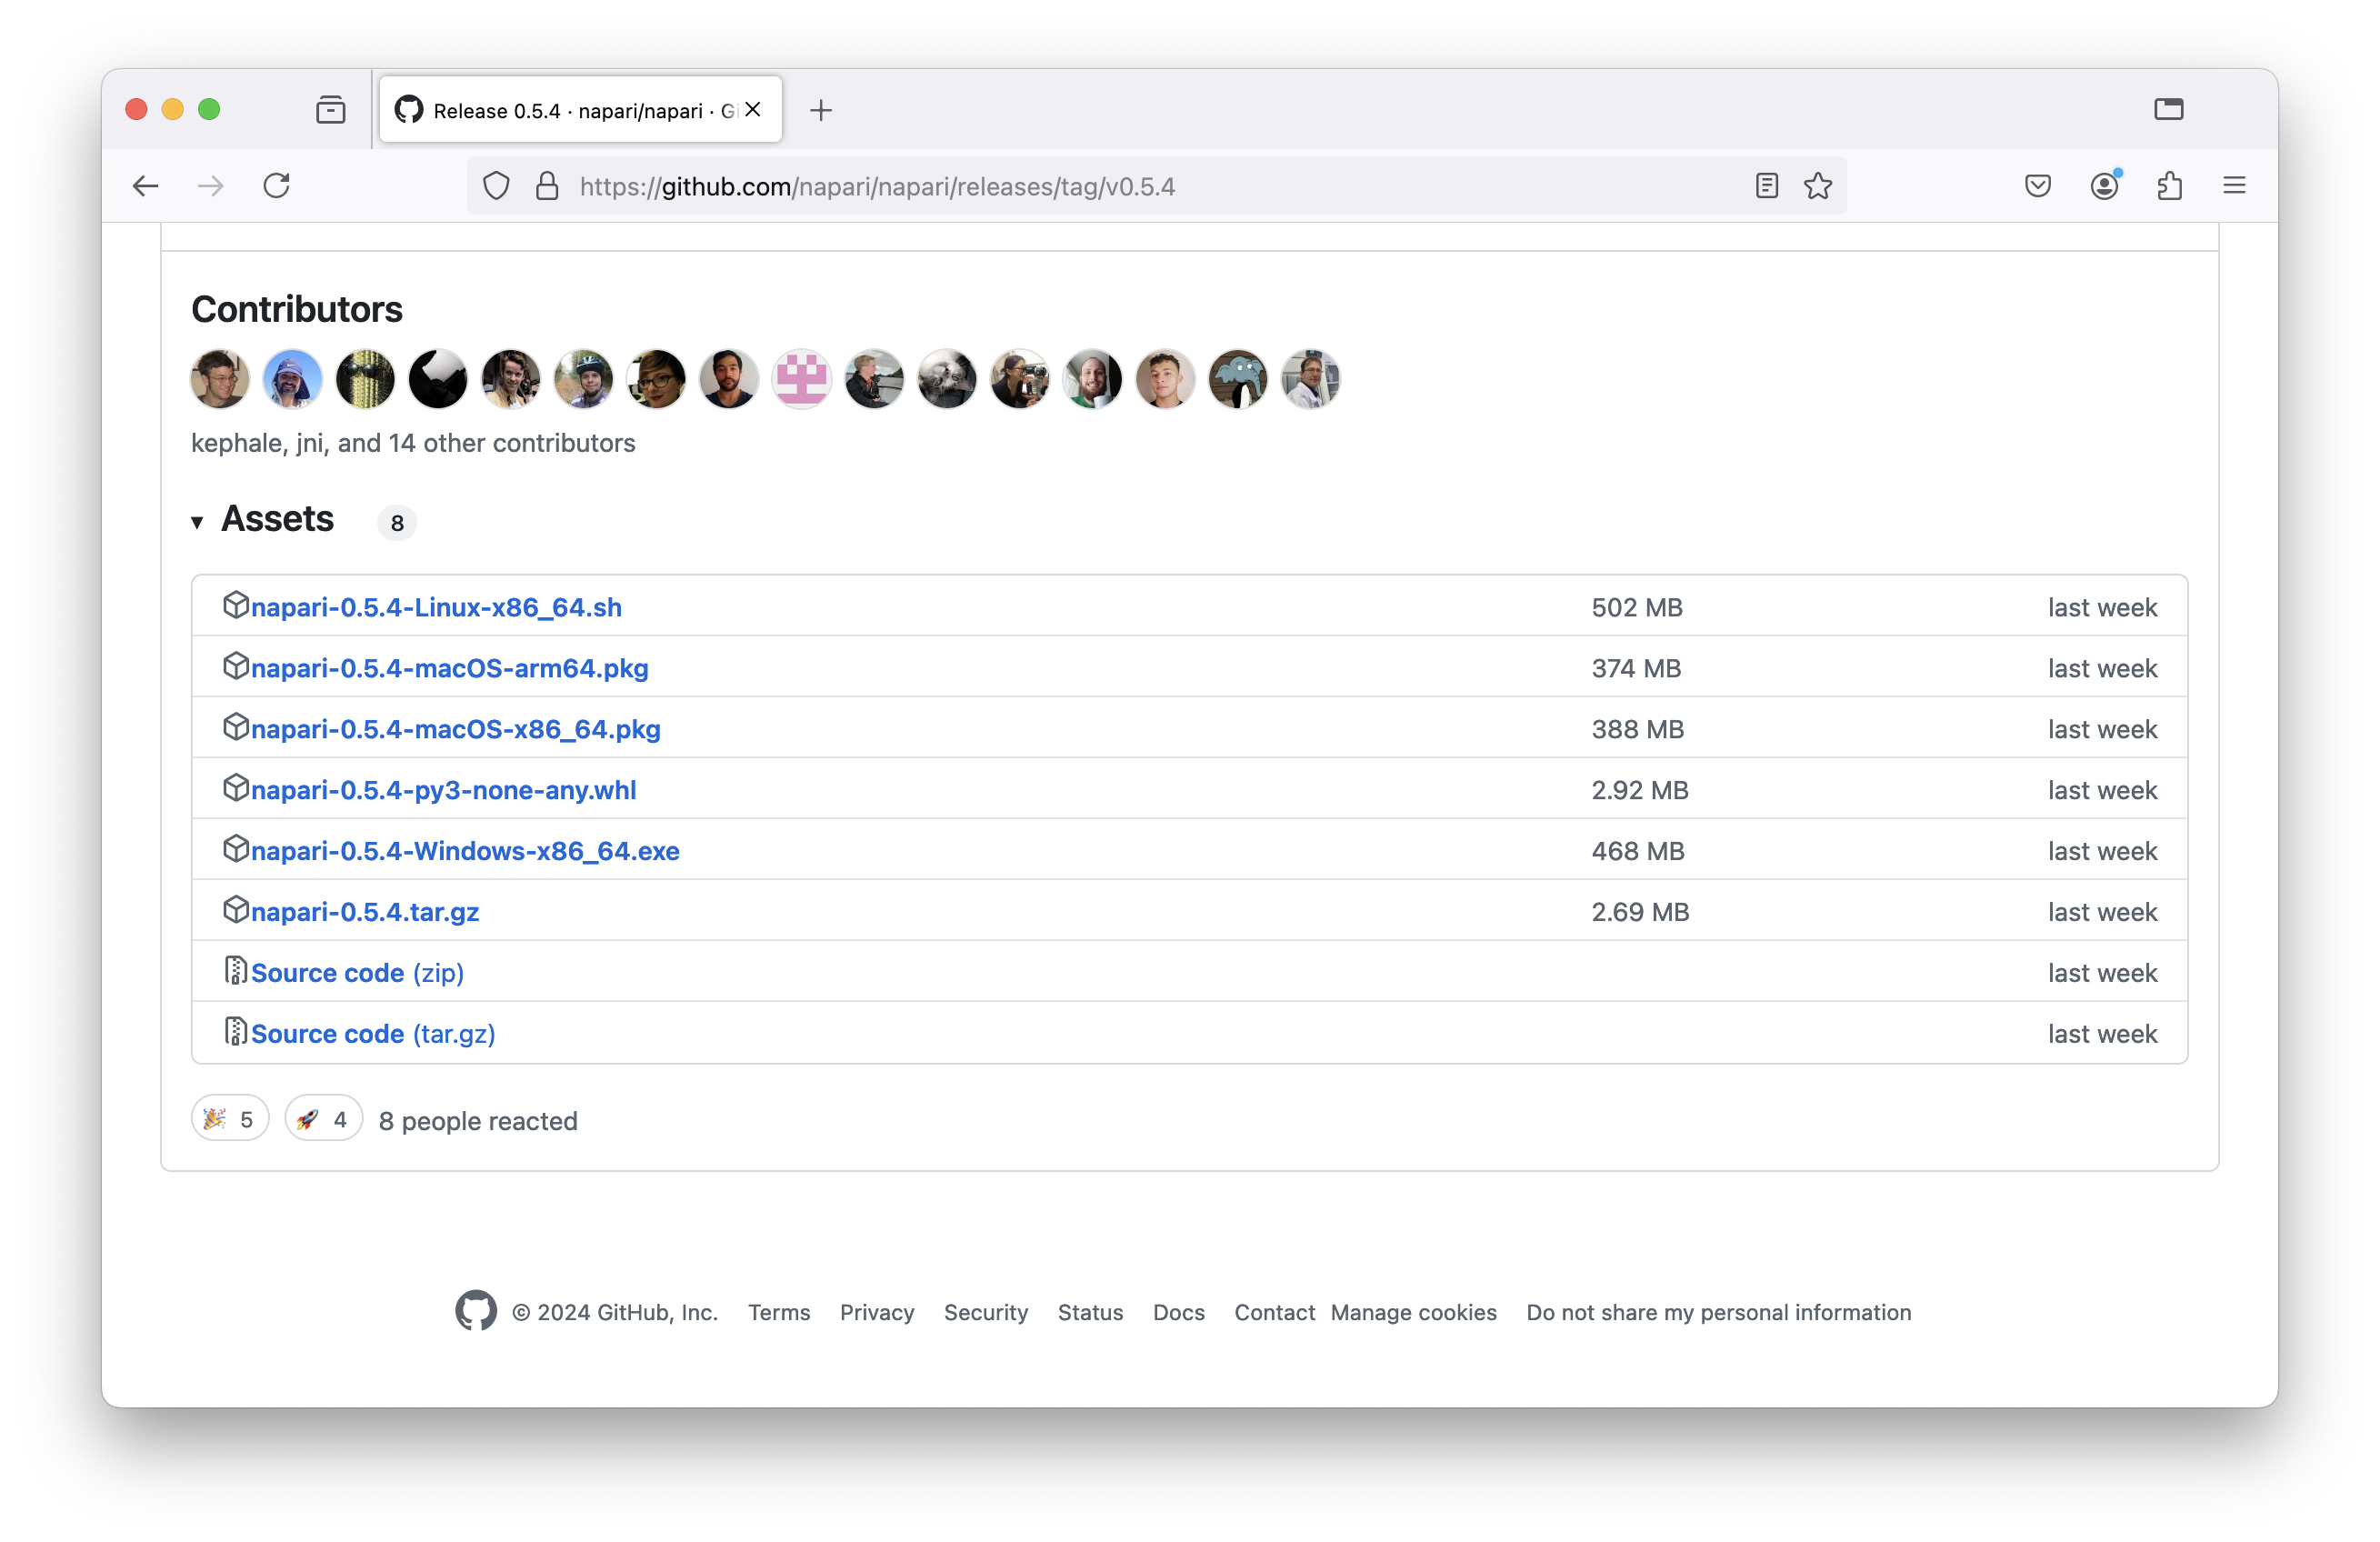 Release 0.5.4 · napari/napari · Gi
https://github.com/napari/napari/releases/tag/v0.5.4
Contributors
kephale, jni, and 14 other contributors
Assets 8
napari-0.5.4-Linux-x86_64.sh 502 MB last week
napari-0.5.4-macOS-arm64.pkg 374 MB last week
napari-0.5.4-macOS-x86_64.pkg 388 MB last week
napari-0.5.4-py3-none-any.whl 2.92 MB last week
napari-0.5.4-Windows-x86_64.exe 468 MB last week
napari-0.5.4.tar.gz 2.69 MB last week
Source code (zip) last week
Source code (tar.gz) last week
🎉 5 🚀 4 8 people reacted
© 2024 GitHub, Inc. Terms Privacy Security Status Docs Contact Manage cookies Do not share my personal information